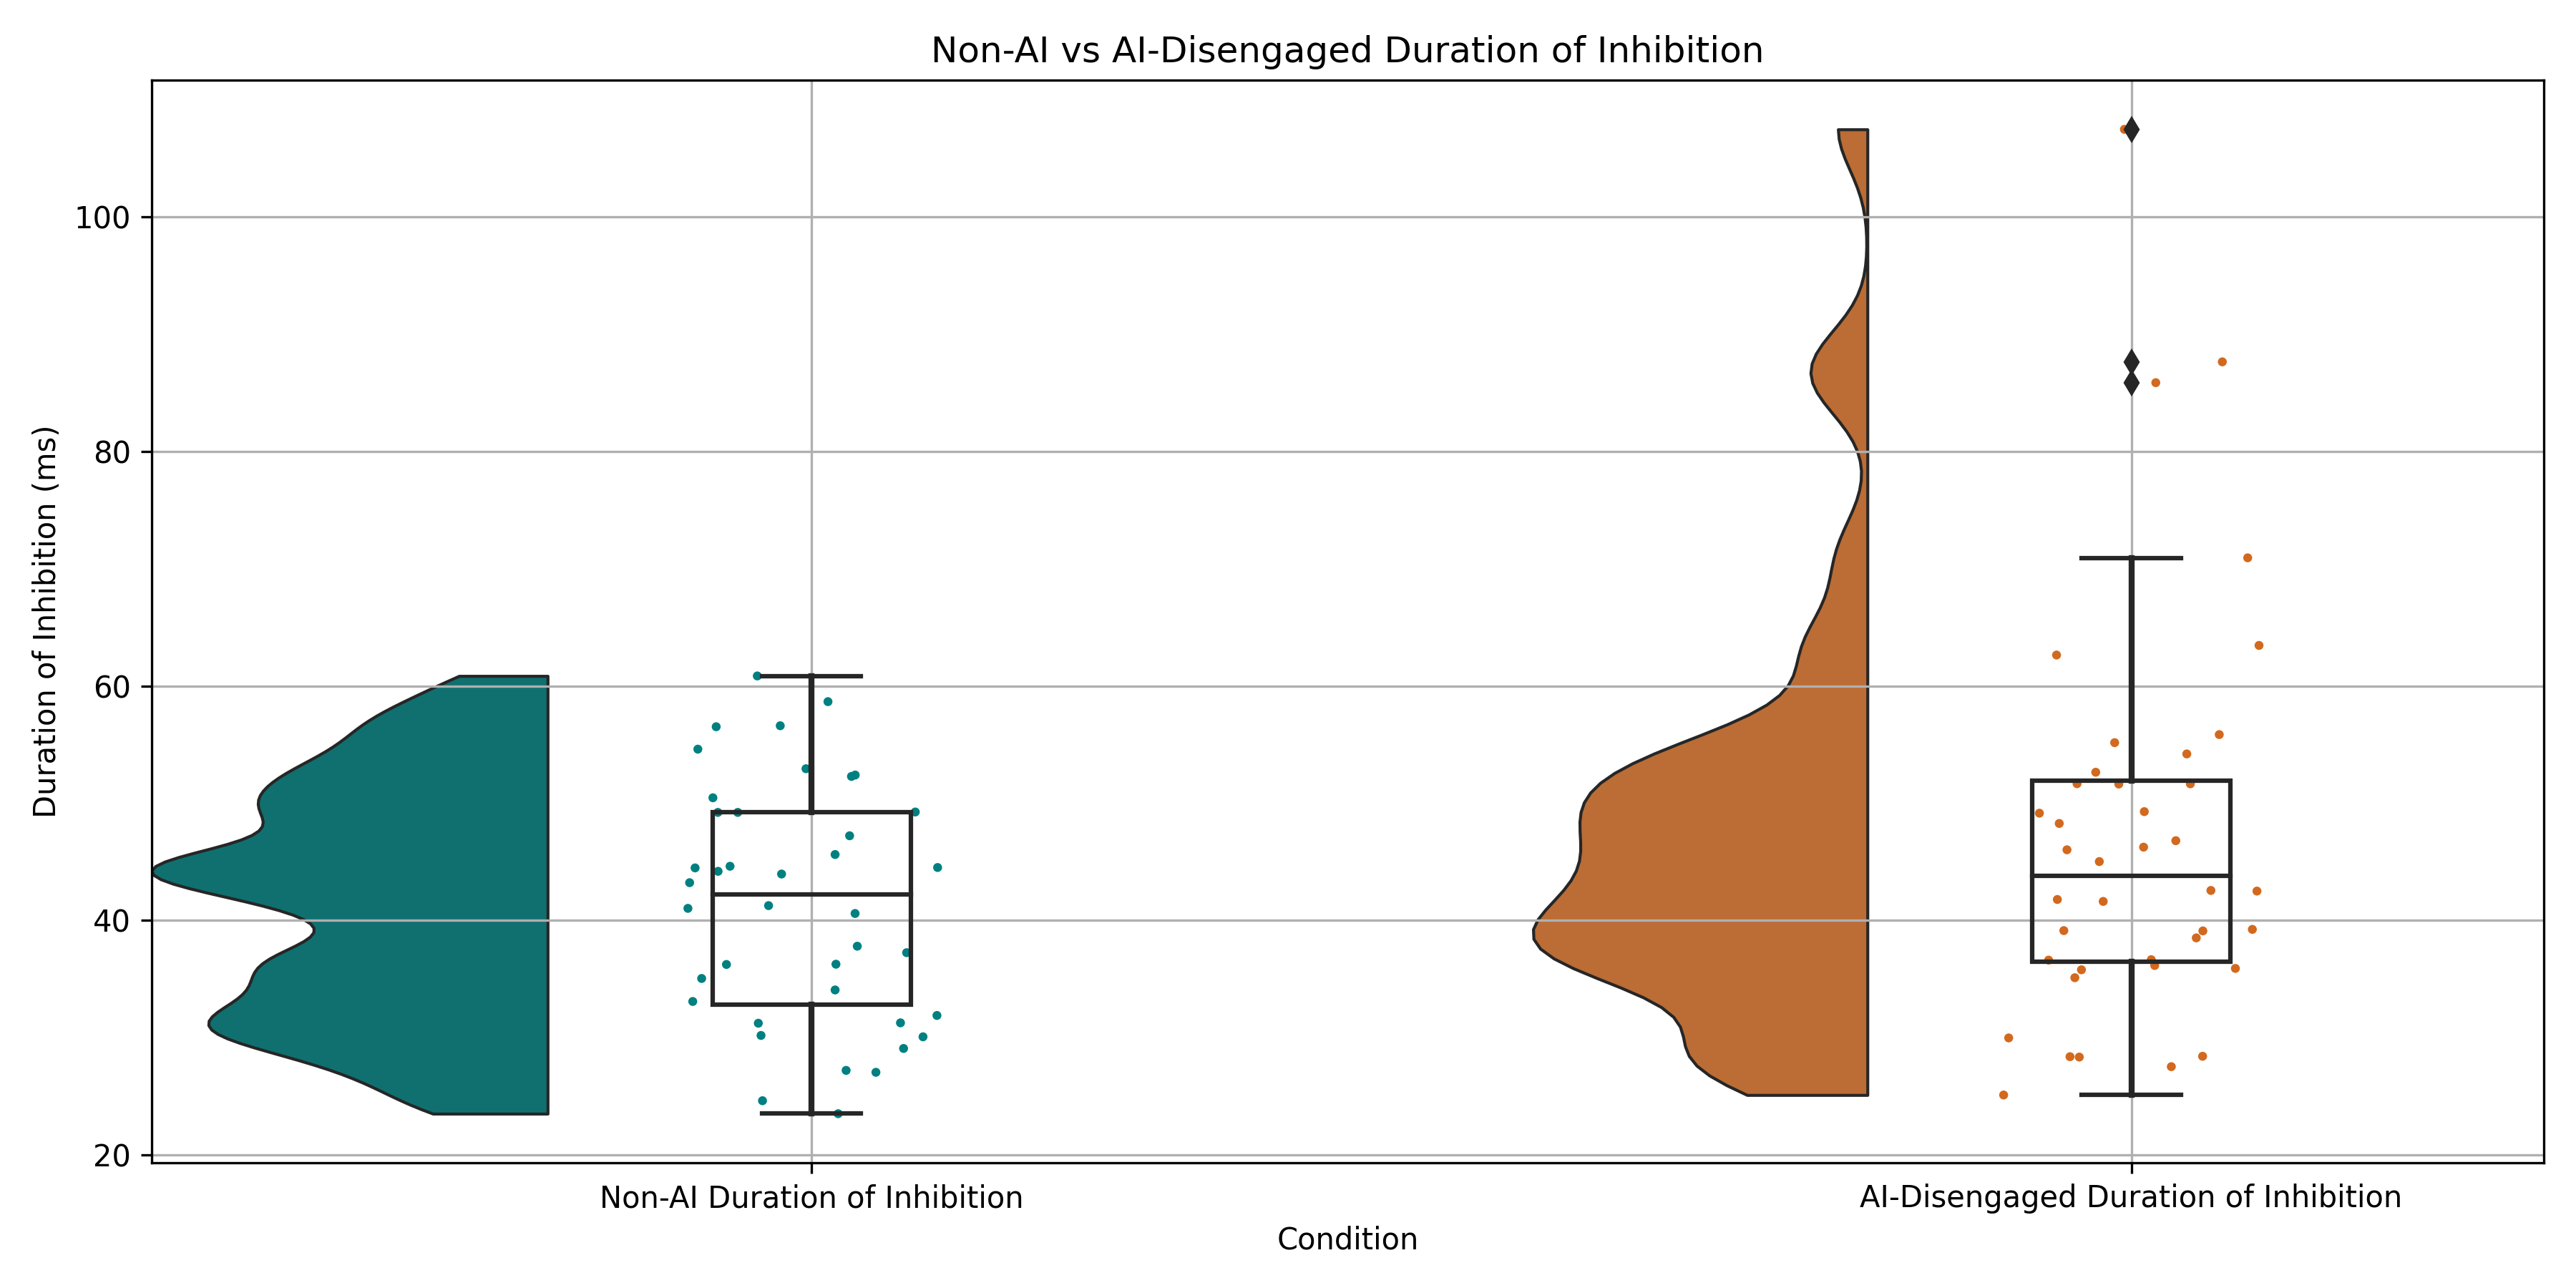 Non-AI vs AI-Disengaged Duration of Inhibition
Duration of Inhibition (ms)
100
80
60
40
20
Non-AI Duration of Inhibition
AI-Disengaged Duration of Inhibition
Condition